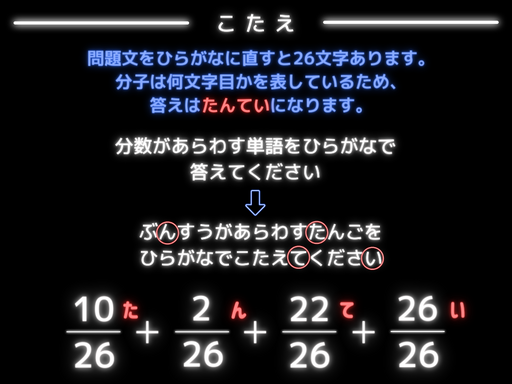 こたえ
問題文をひらがなに直すと26文字あります。
分子は何文字目かを表しているため、
答えはたんていになります。
分数があらわす単語をひらがなで
答えてください
ぶんすうがあらわすたんごを
ひらがなでこたえてください
10/26 た + 2/26 ん + 22/26 て + 26/26 い